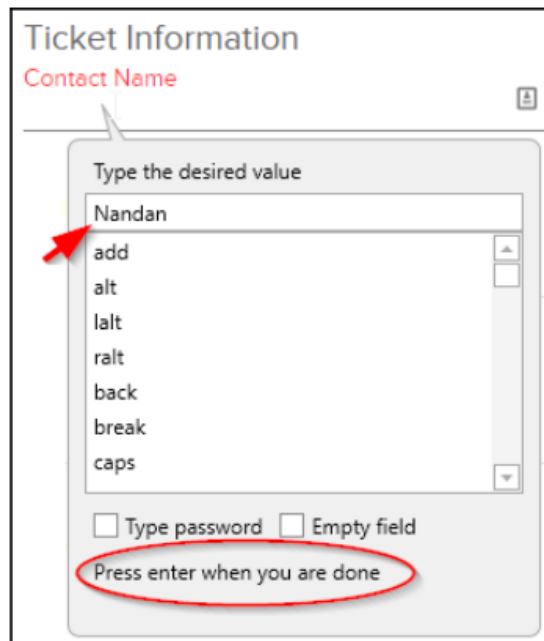 Ticket Information
Contact Name
Type the desired value
Nandan
add
alt
lalt
ralt
back
break
caps
Type password Empty field
Press enter when you are done